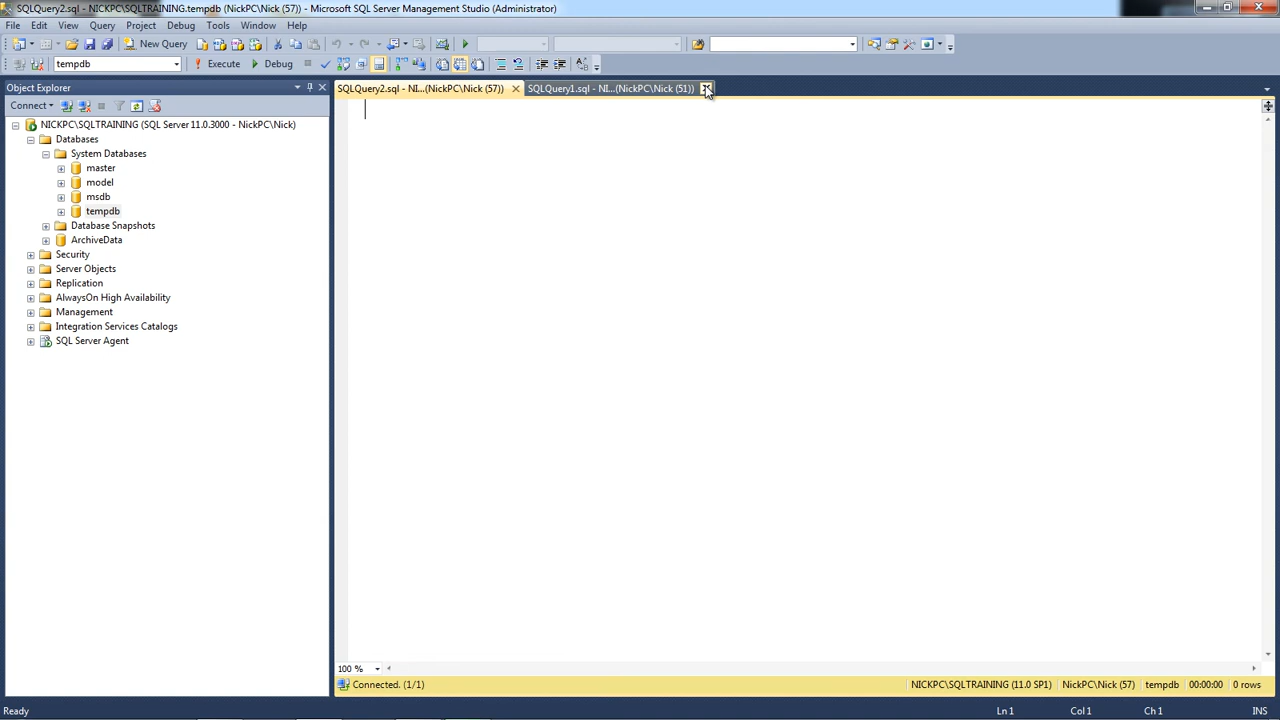 SQLQuery2.sql - NICKPC\SQLTRAINING.tempdb (NickPC\Nick (57)) - Microsoft SQL Server Management Studio (Administrator)
File Edit View Query Project Debug Tools Window Help
New Query
tempdb Execute Debug
Object Explorer
SQLQuery2.sql - NI...(NickPC\Nick (57)) SQLQuery1.sql - NI...(NickPC\Nick (51))
Connect
NICKPC\SQLTRAINING (SQL Server 11.0.3000 - NickPC\Nick)
Databases
System Databases
master
model
msdb
tempdb
Database Snapshots
ArchiveData
Security
Server Objects
Replication
AlwaysOn High Availability
Management
Integration Services Catalogs
SQL Server Agent
100 %
Connected. (1/1) NICKPC\SQLTRAINING (11.0 SP1) NickPC\Nick (57) tempdb 00:00:00 0 rows
Ready Ln 1 Col 1 Ch 1 INS